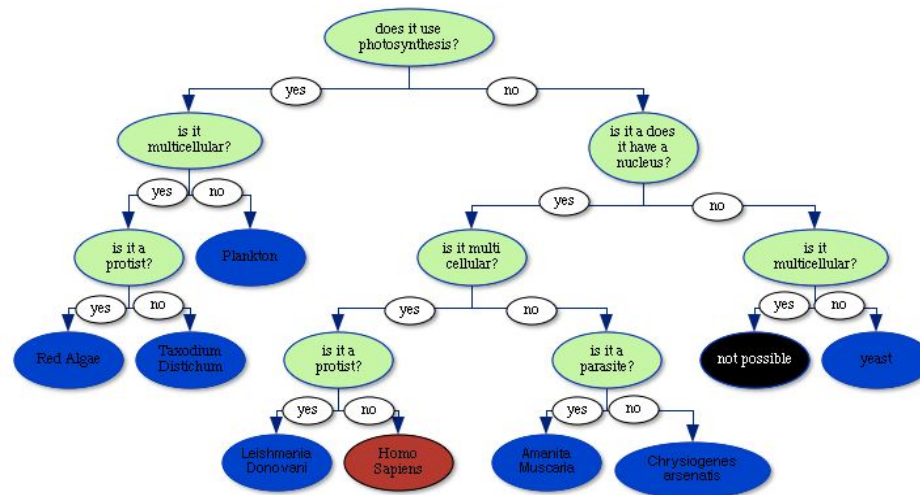 does it use
photosynthesis?
yes
no
is it
multicellular?
is it a does
it have a
nucleus?
yes
no
yes
no
is it a
protist?
Plankton
is it multi
cellular?
is it
multicellular?
yes
no
yes
no
yes
no
Red Algae
Taxodium
Distichum
is it a
protist?
is it a
parasite?
not possible
yeast
yes
no
yes
no
Leishmania
Donovani
Homo
Sapiens
Amanita
Muscaria
Chrysiogenes
arsenatis